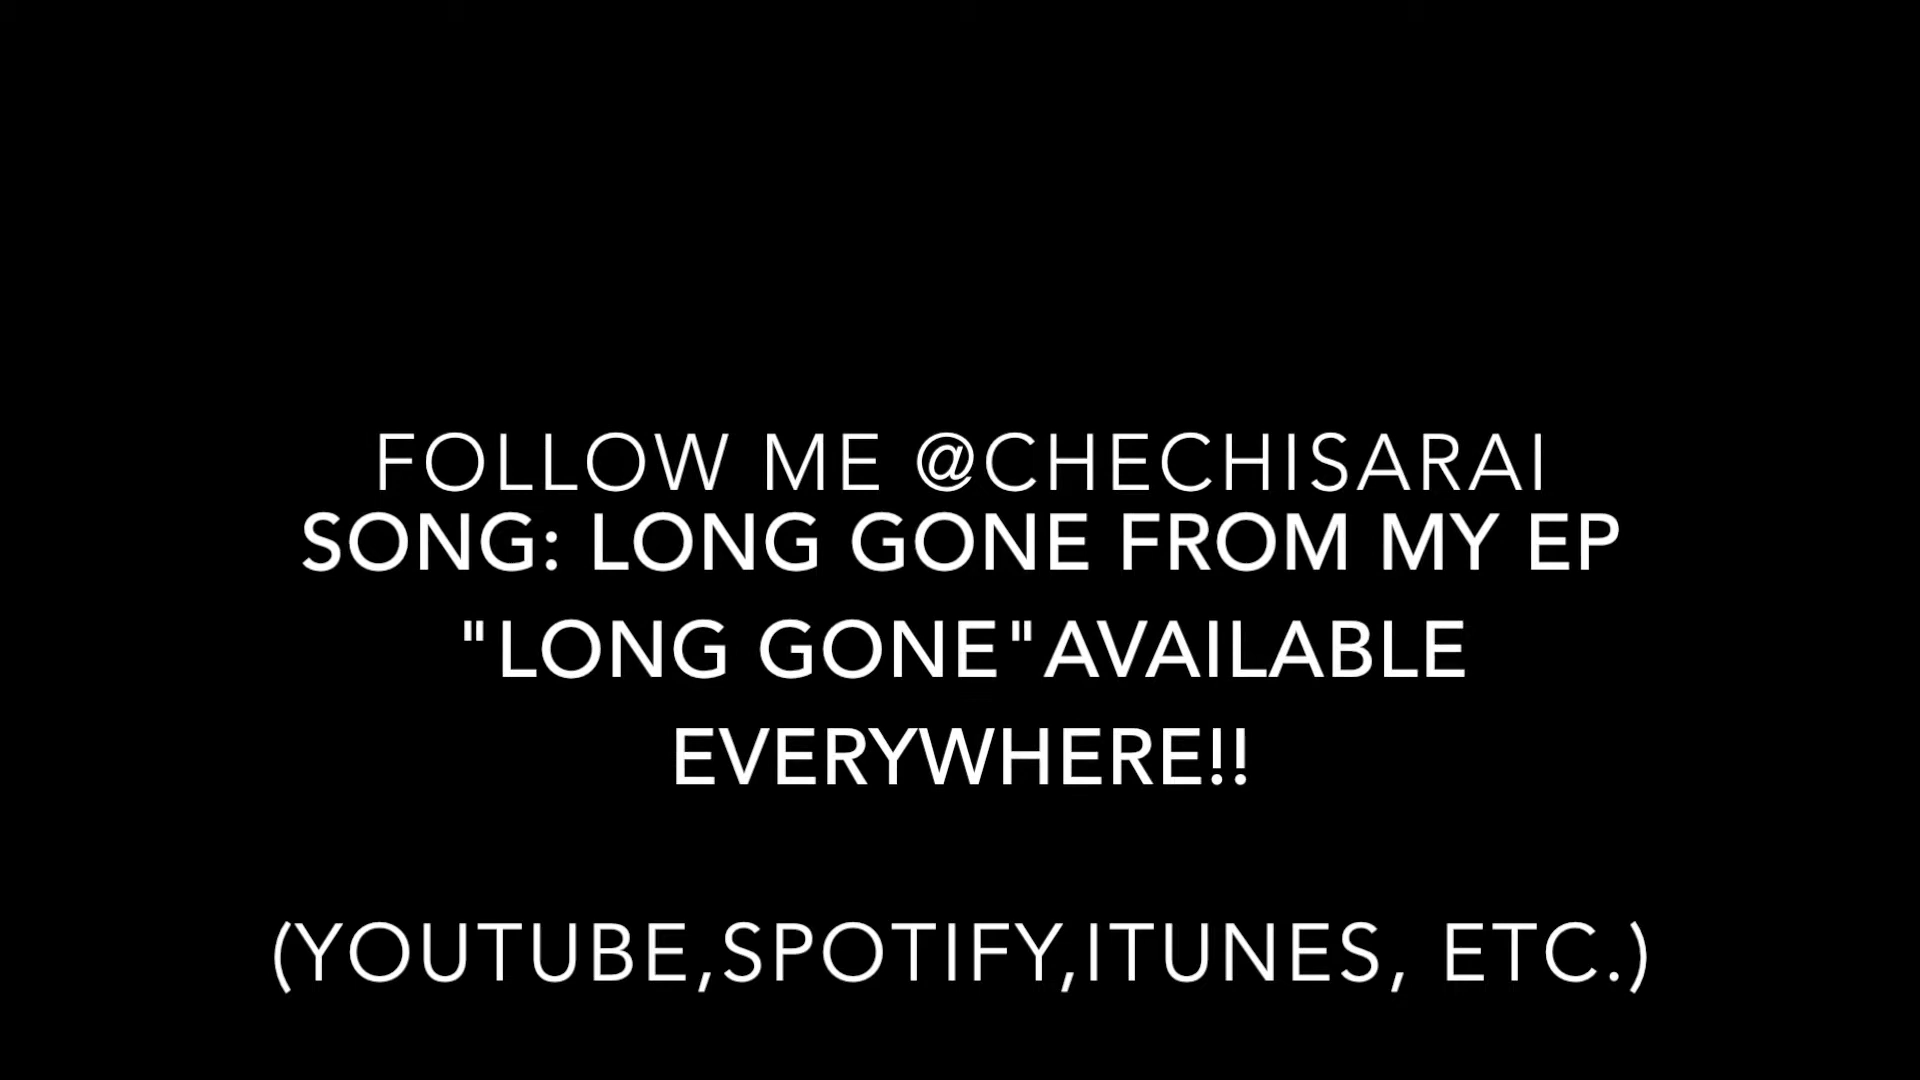 FOLLOW ME @CHECHISARAI
SONG: LONG GONE FROM MY EP
"LONG GONE"AVAILABLE
EVERYWHERE!!
(YOUTUBE,SPOTIFY,ITUNES, ETC.)